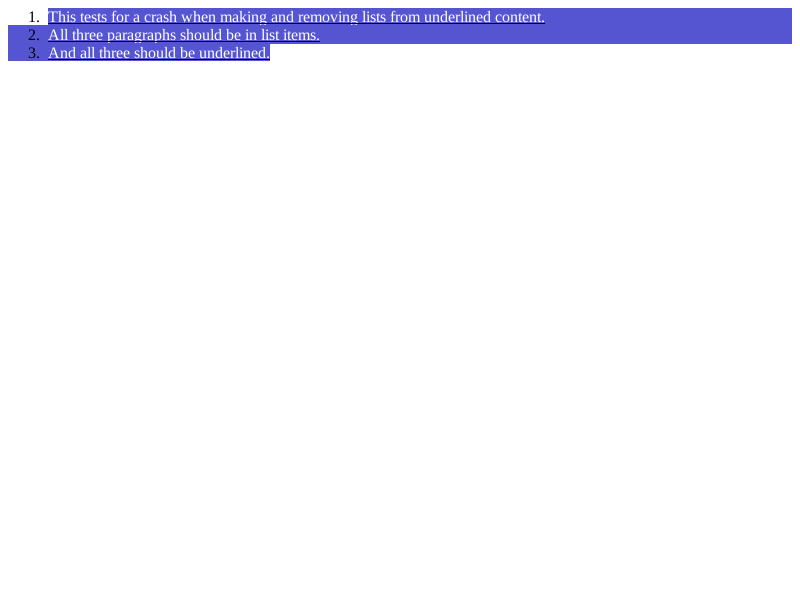 1. This tests for a crash when making and removing lists from underlined content.
2. All three paragraphs should be in list items.
3. And all three should be underlined.